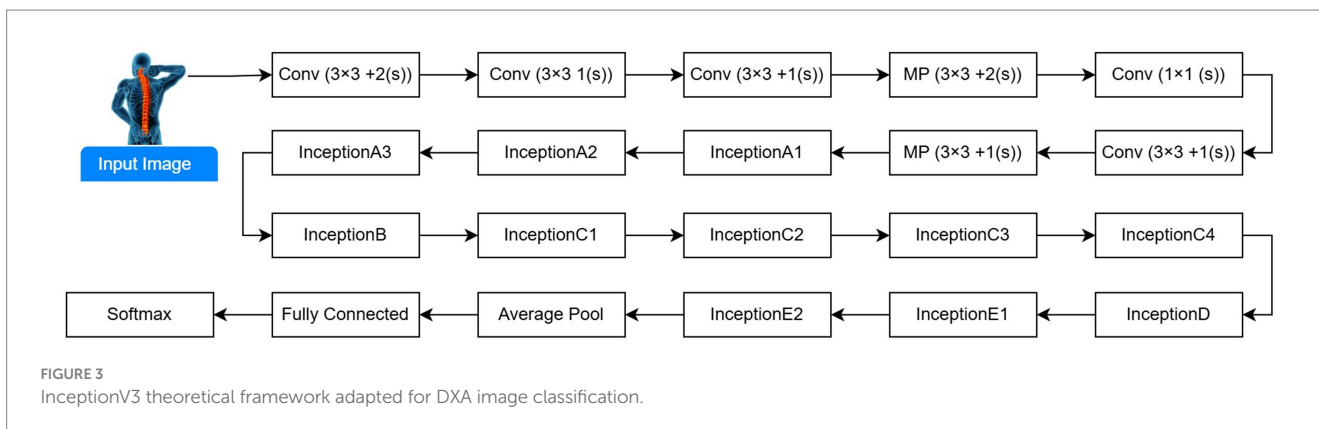 Conv (3×3 +2(s))
Conv (3×3 1(s))
Conv (3×3 +1(s))
MP (3×3 +2(s))
Conv (1×1 (s))
Input Image
InceptionA3
InceptionA2
InceptionA1
MP (3×3 +1(s))
Conv (3×3 +1(s))
InceptionB
InceptionC1
InceptionC2
InceptionC3
InceptionC4
Softmax
Fully Connected
Average Pool
InceptionE2
InceptionE1
InceptionD
FIGURE 3
InceptionV3 theoretical framework adapted for DXA image classification.